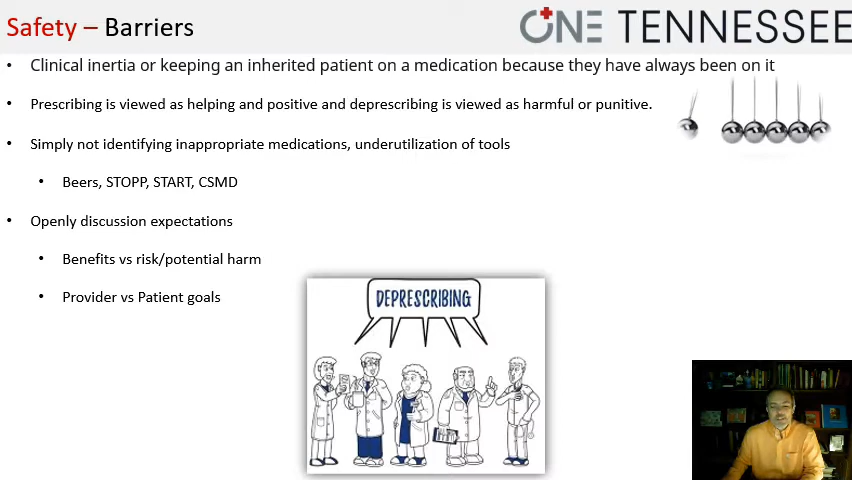 Safety – Barriers
ONE TENNESSEE
Clinical inertia or keeping an inherited patient on a medication because they have always been on it
Prescribing is viewed as helping and positive and deprescribing is viewed as harmful or punitive.
Simply not identifying inappropriate medications, underutilization of tools
Beers, STOPP, START, CSMD
Openly discussion expectations
Benefits vs risk/potential harm
Provider vs Patient goals
DEPRESCRIBING